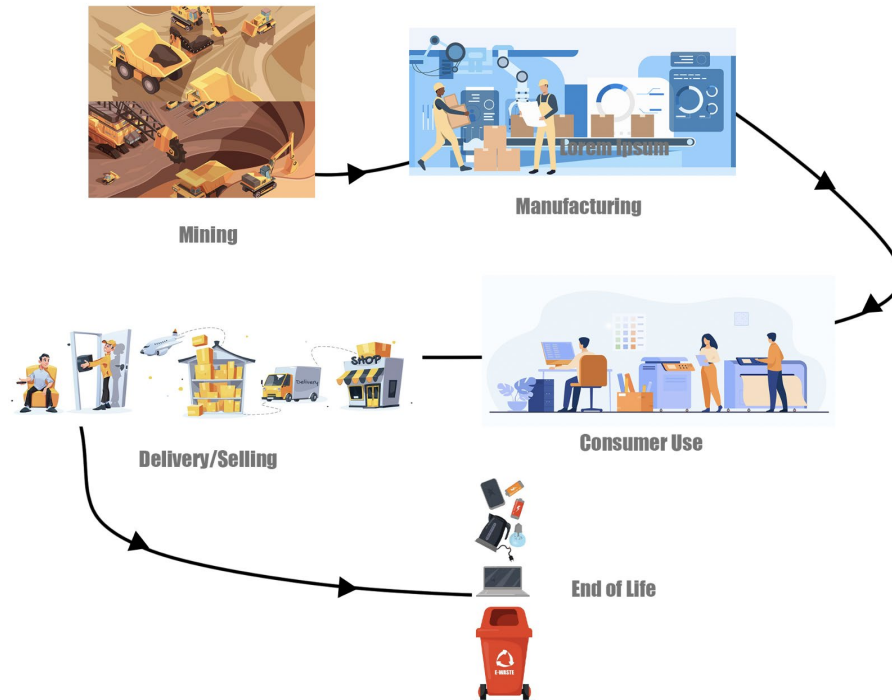 Lorem Ipsum
Manufacturing
Mining
SHOP
Delivery
Consumer Use
Delivery/Selling
End of Life
E-WASTE